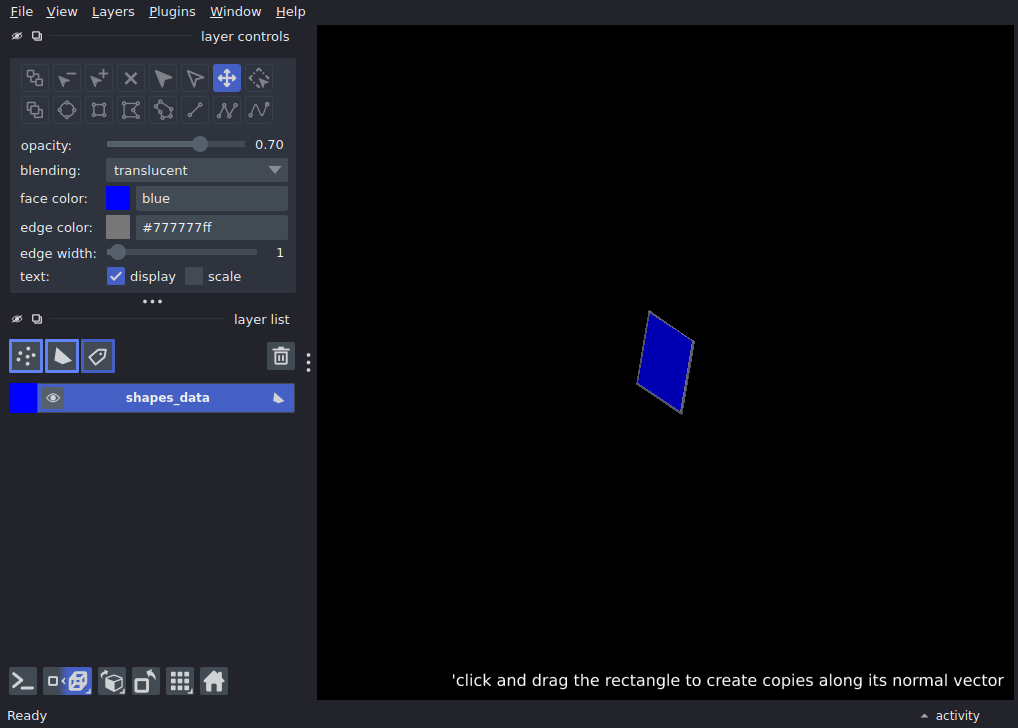 File View Layers Plugins Window Help
layer controls
opacity: 0.70
blending: translucent
face color: blue
edge color: #777777ff
edge width: 1
text: display scale
layer list
shapes_data
'click and drag the rectangle to create copies along its normal vector
Ready activity